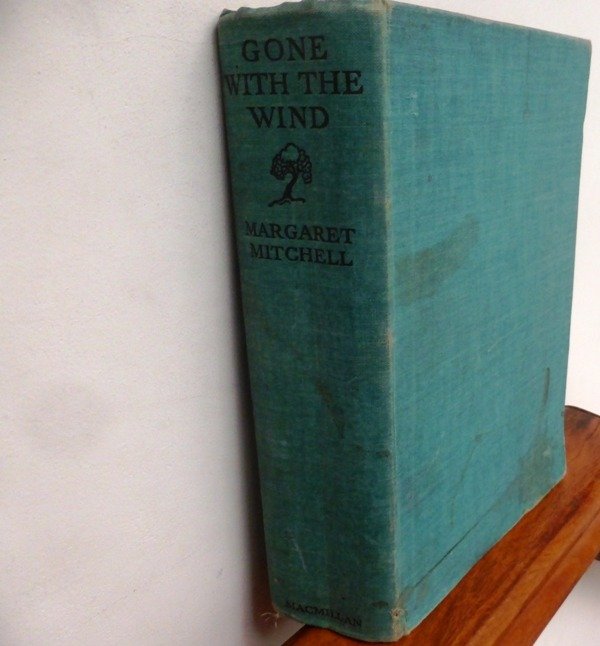 GONE
WITH THE
WIND
MARGARET
MITCHELL
MACMILLAN